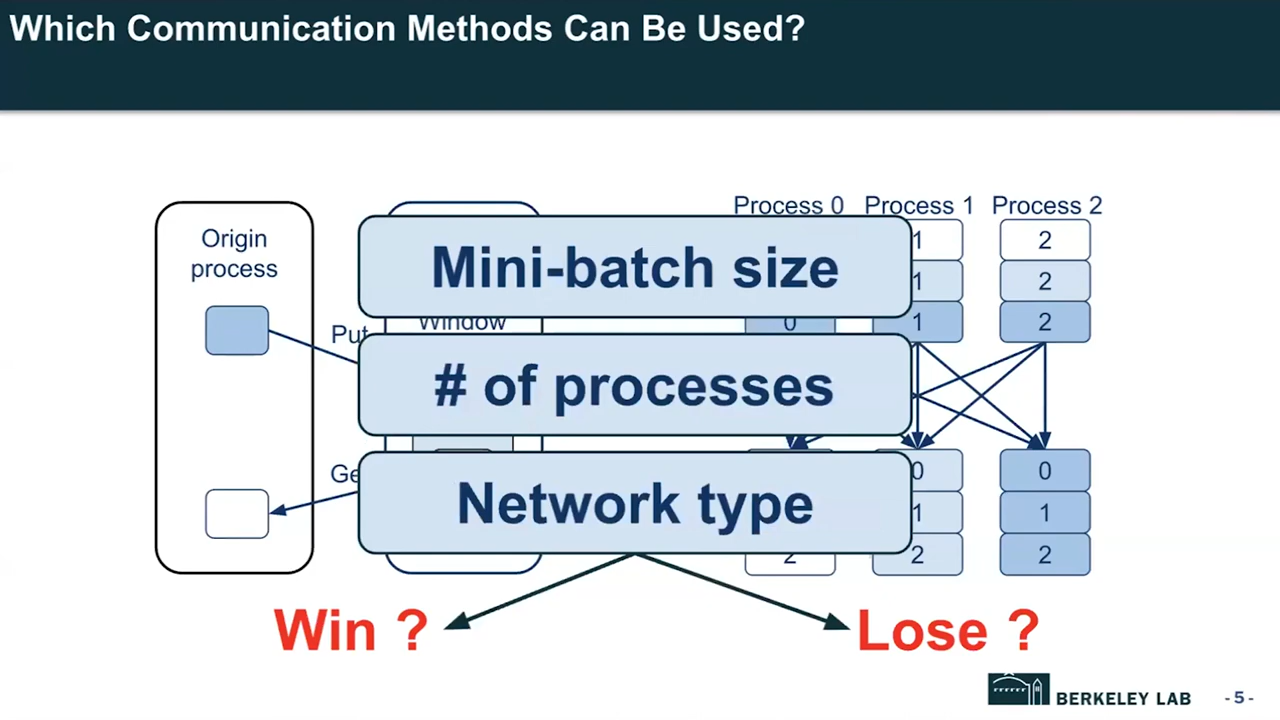 Which Communication Methods Can Be Used?
Origin
process
Put
Window
Ge
Process 0 Process 1 Process 2
1 2
1 2
0 1 2
Mini-batch size
# of processes
Network type
0 0
1 1
2 2 2
Win ?
Lose ?
BERKELEY LAB
- 5 -